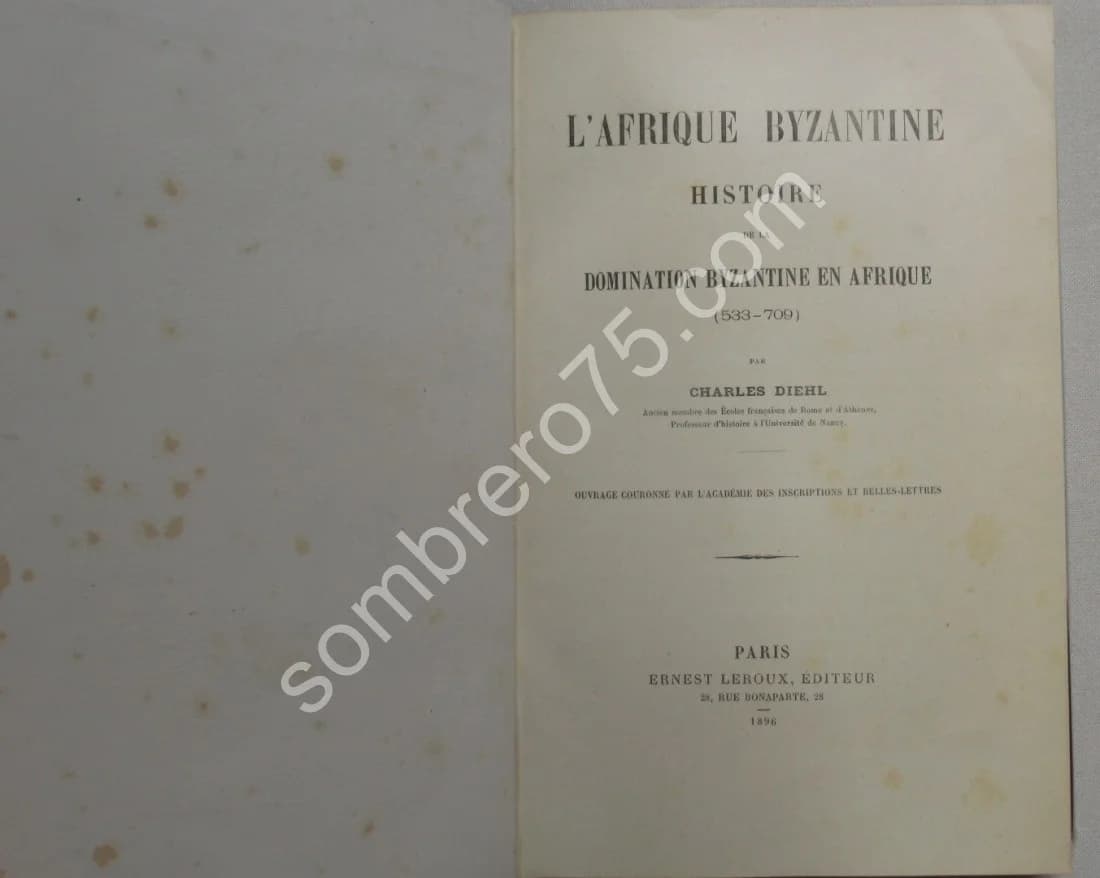 L'AFRIQUE BYZANTINE
HISTOIRE
DE LA
DOMINATION BYZANTINE EN AFRIQUE
(533-709)
PAR
CHARLES DIEHL
Ancien membre des Écoles françaises de Rome et d'Athènes,
Professeur d'histoire à l'Université de Nancy.
OUVRAGE COURONNÉ PAR L'ACADÉMIE DES INSCRIPTIONS ET BELLES-LETTRES
PARIS
ERNEST LEROUX, ÉDITEUR
28, RUE BONAPARTE, 28
1896
sombrero75.com